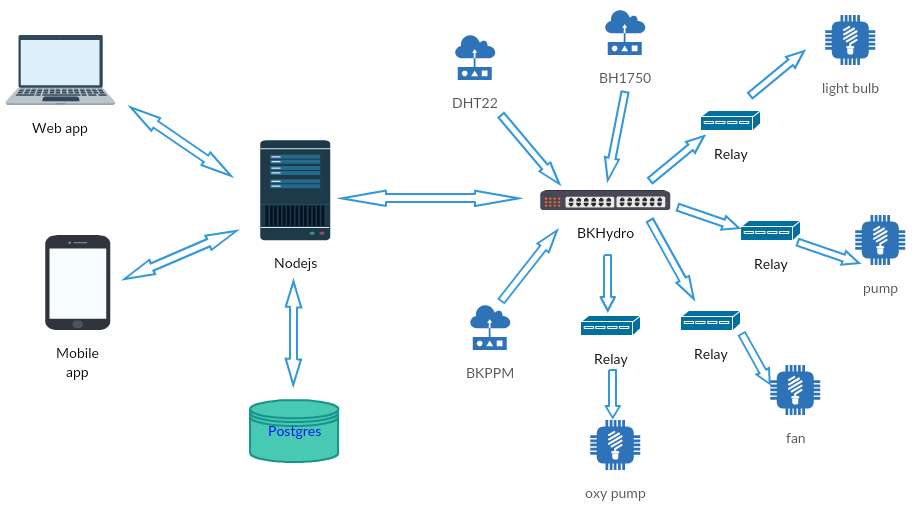 BH1750
light bulb
DHT22
Web app
Relay
BKHydro
Nodejs
Relay
pump
Mobile
app
Relay
Relay
BKPPM
Postgres
fan
oxy pump